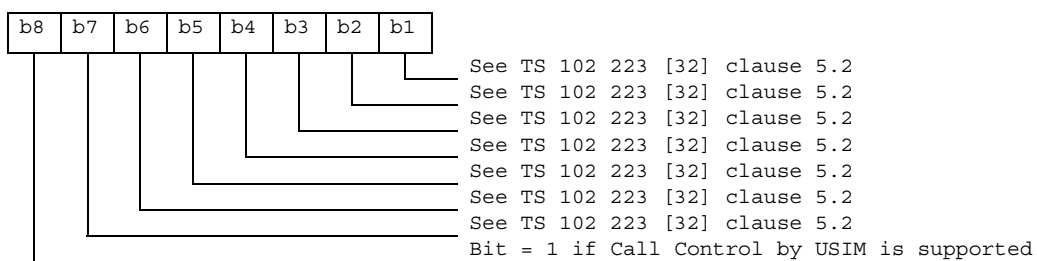 b8 b7 b6 b5 b4 b3 b2 b1
See TS 102 223 [32] clause 5.2
See TS 102 223 [32] clause 5.2
See TS 102 223 [32] clause 5.2
See TS 102 223 [32] clause 5.2
See TS 102 223 [32] clause 5.2
See TS 102 223 [32] clause 5.2
See TS 102 223 [32] clause 5.2
Bit = 1 if Call Control by USIM is supported